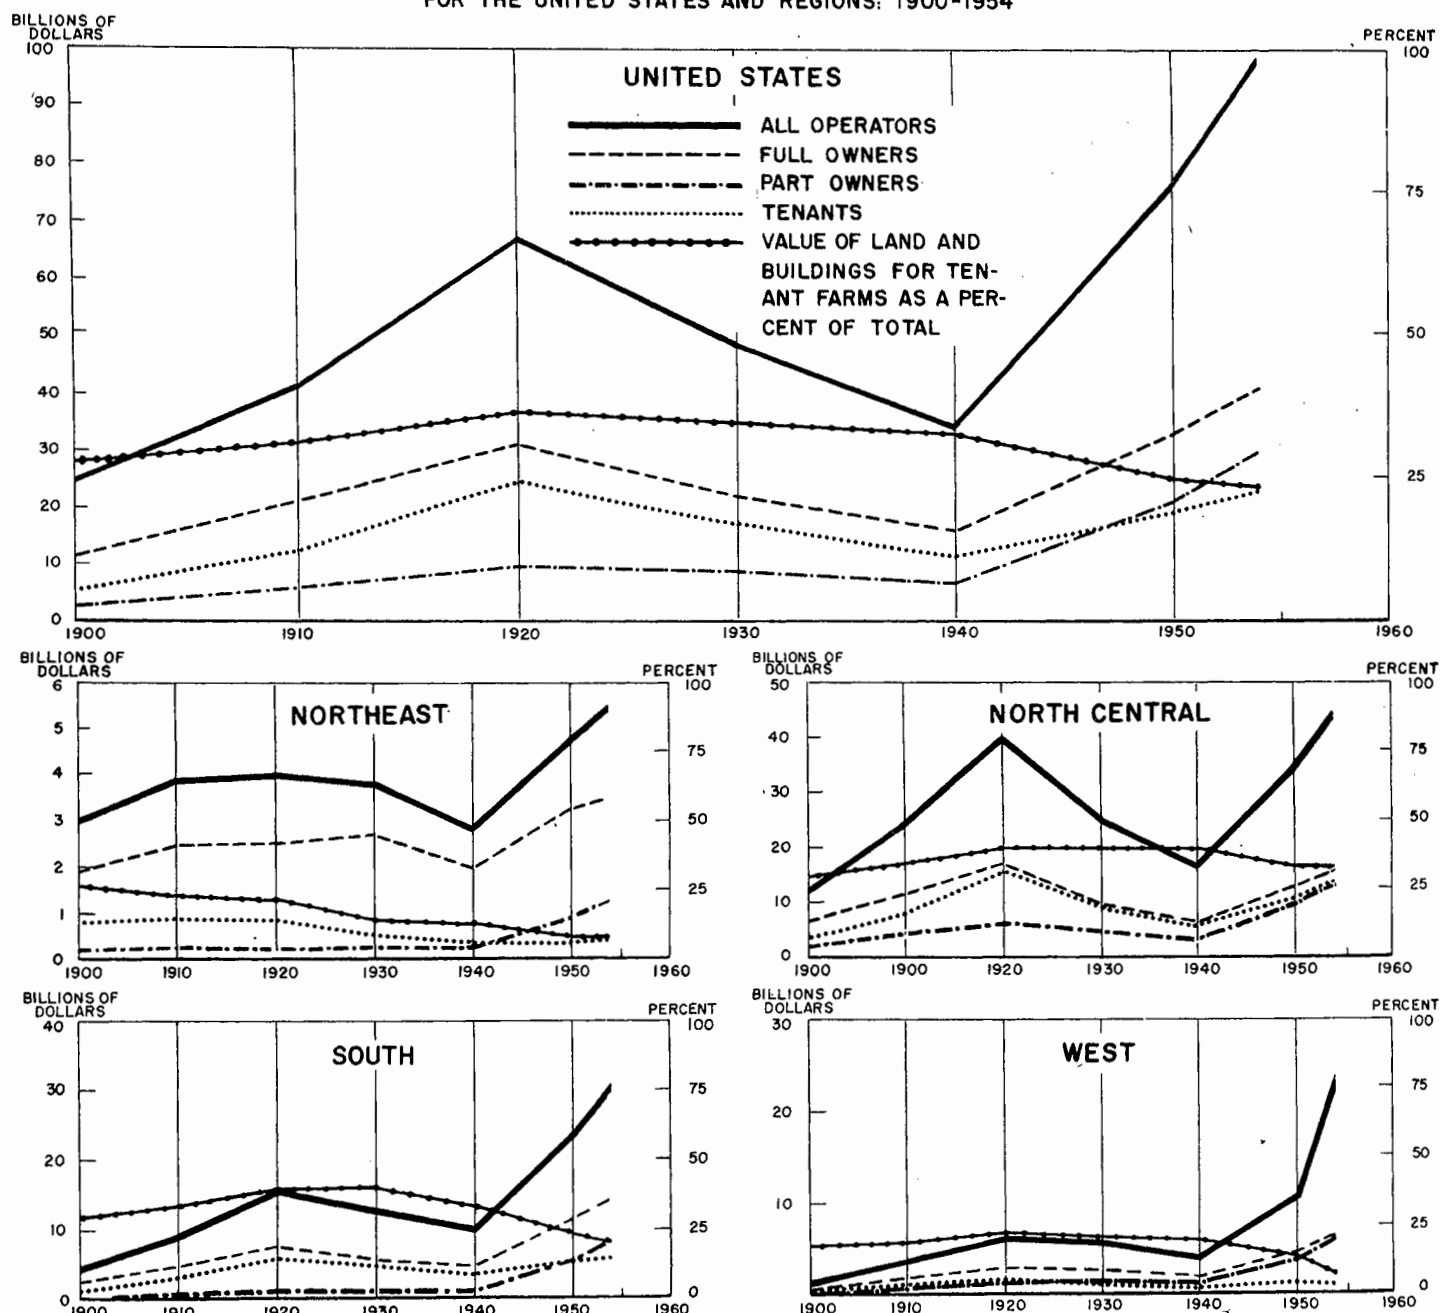 FOR THE UNITED STATES AND REGIONS: 1900-1954
BILLIONS OF
DOLLARS
PERCENT
100
90
80
70
60
50
40
30
20
10
0
100
75
50
25
UNITED STATES
ALL OPERATORS
FULL OWNERS
PART OWNERS
TENANTS
VALUE OF LAND AND
BUILDINGS FOR TEN-
ANT FARMS AS A PER-
CENT OF TOTAL
1900 1910 1920 1930 1940 1950 1960
BILLIONS OF
DOLLARS
PERCENT
NORTHEAST
6
5
4
3
2
1
0
100
75
50
25
0
1900 1910 1920 1930 1940 1950 1960
BILLIONS OF
DOLLARS
PERCENT
NORTH CENTRAL
50
40
30
20
10
0
100
75
50
25
0
1900 1900 1920 1930 1940 1950 1960
BILLIONS OF
DOLLARS
PERCENT
SOUTH
40
30
20
10
0
100
75
50
25
0
1900 1910 1920 1930 1940 1950 1960
BILLIONS OF
DOLLARS
PERCENT
WEST
30
20
10
100
75
50
25
0
1900 1910 1920 1930 1940 1950 1960